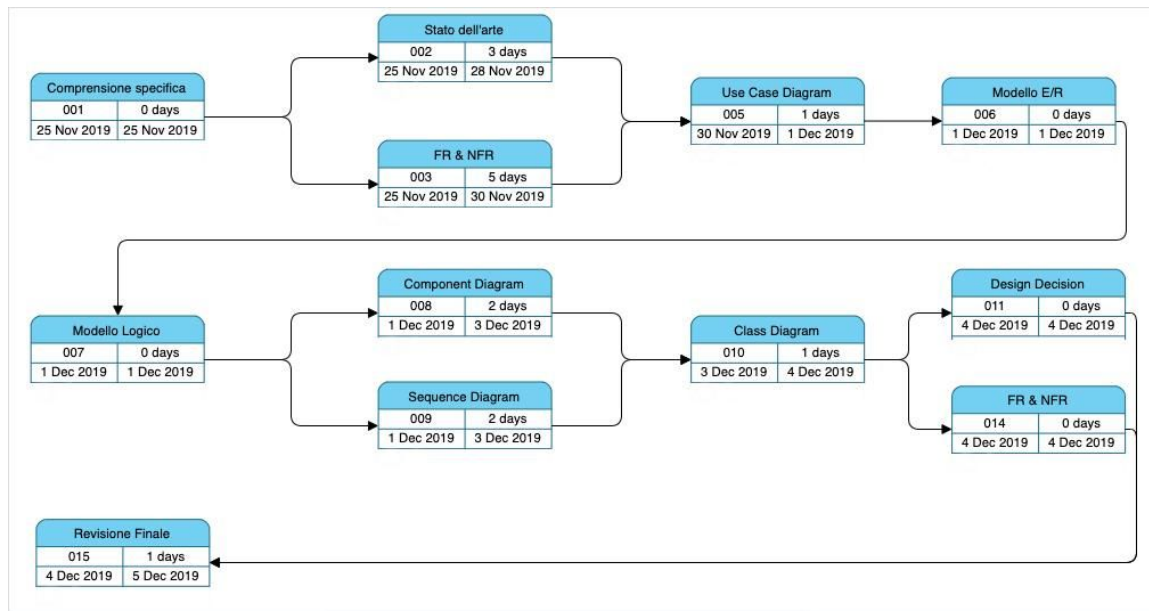 Stato dell'arte
002 3 days
25 Nov 2019 28 Nov 2019
Comprensione specifica
001 0 days
25 Nov 2019 25 Nov 2019
FR & NFR
003 5 days
25 Nov 2019 30 Nov 2019
Use Case Diagram
005 1 days
30 Nov 2019 1 Dec 2019
Modello E/R
006 0 days
1 Dec 2019 1 Dec 2019
Modello Logico
007 0 days
1 Dec 2019 1 Dec 2019
Component Diagram
008 2 days
1 Dec 2019 3 Dec 2019
Sequence Diagram
009 2 days
1 Dec 2019 3 Dec 2019
Class Diagram
010 1 days
3 Dec 2019 4 Dec 2019
Design Decision
011 0 days
4 Dec 2019 4 Dec 2019
FR & NFR
014 0 days
4 Dec 2019 4 Dec 2019
Revisione Finale
015 1 days
4 Dec 2019 5 Dec 2019